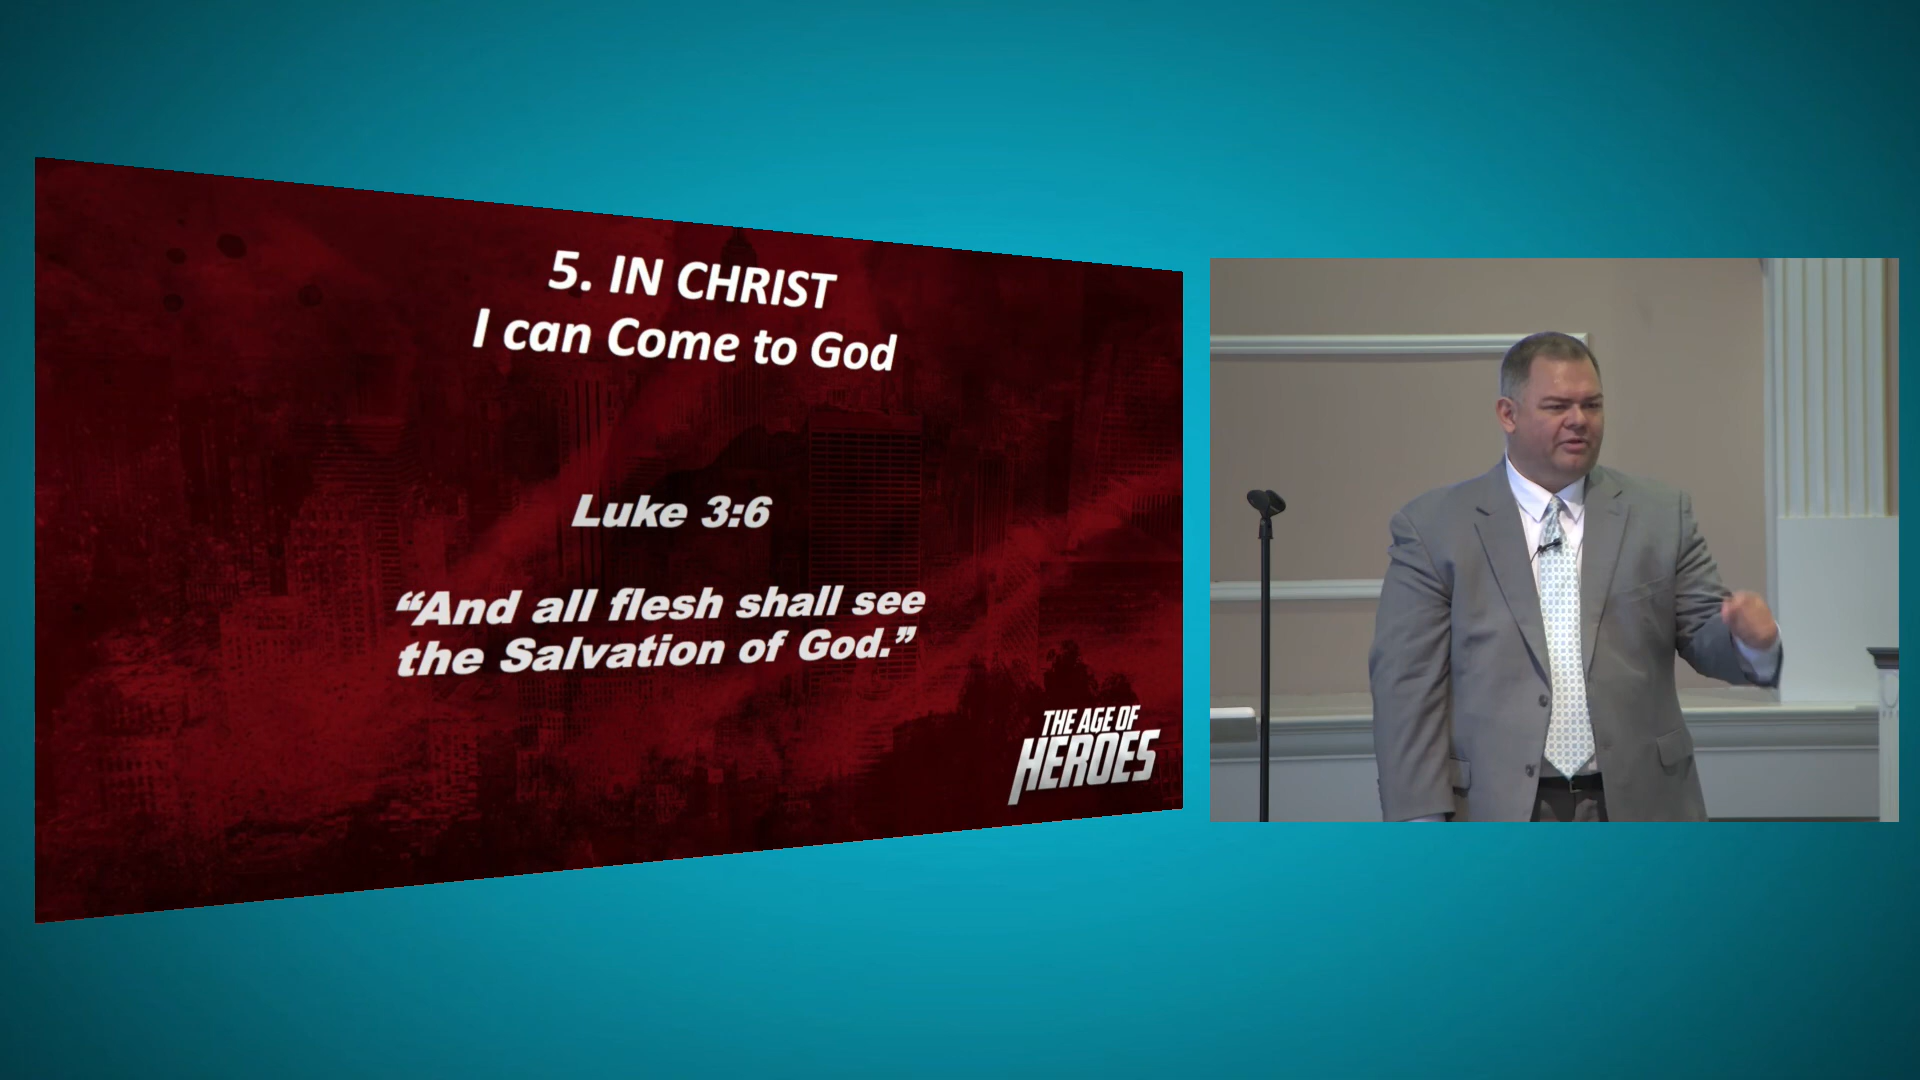 5. IN CHRIST
I can Come to God
Luke 3:6
“And all flesh shall see
the Salvation of God.”
THE AGE OF
HEROES